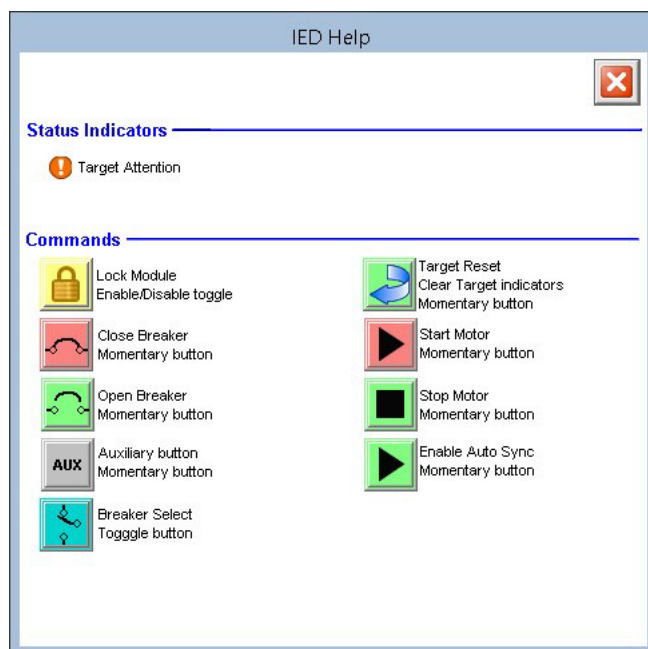 IED Help
Status Indicators
Target Attention
Commands
Lock Module
Enable/Disable toggle
Close Breaker
Momentary button
Open Breaker
Momentary button
AUX
Auxiliary button
Momentary button
Breaker Select
Togggle button
Target Reset
Clear Target indicators
Momentary button
Start Motor
Momentary button
Stop Motor
Momentary button
Enable Auto Sync
Momentary button